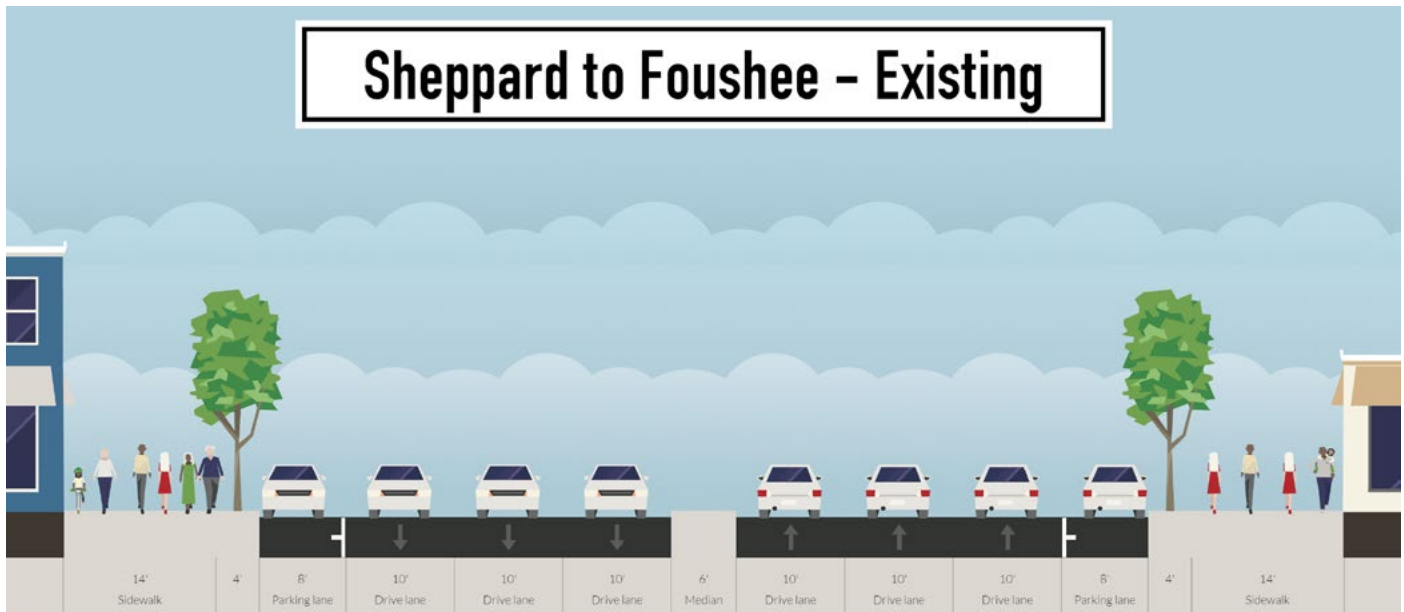 Sheppard to Foushee – Existing
14' 4' 8' 10' 10' 10' 6' 10' 10' 10' 8' 4' 14'
Sidewalk Parking lane Drive lane Drive lane Drive lane Median Drive lane Drive lane Drive lane Parking lane Sidewalk